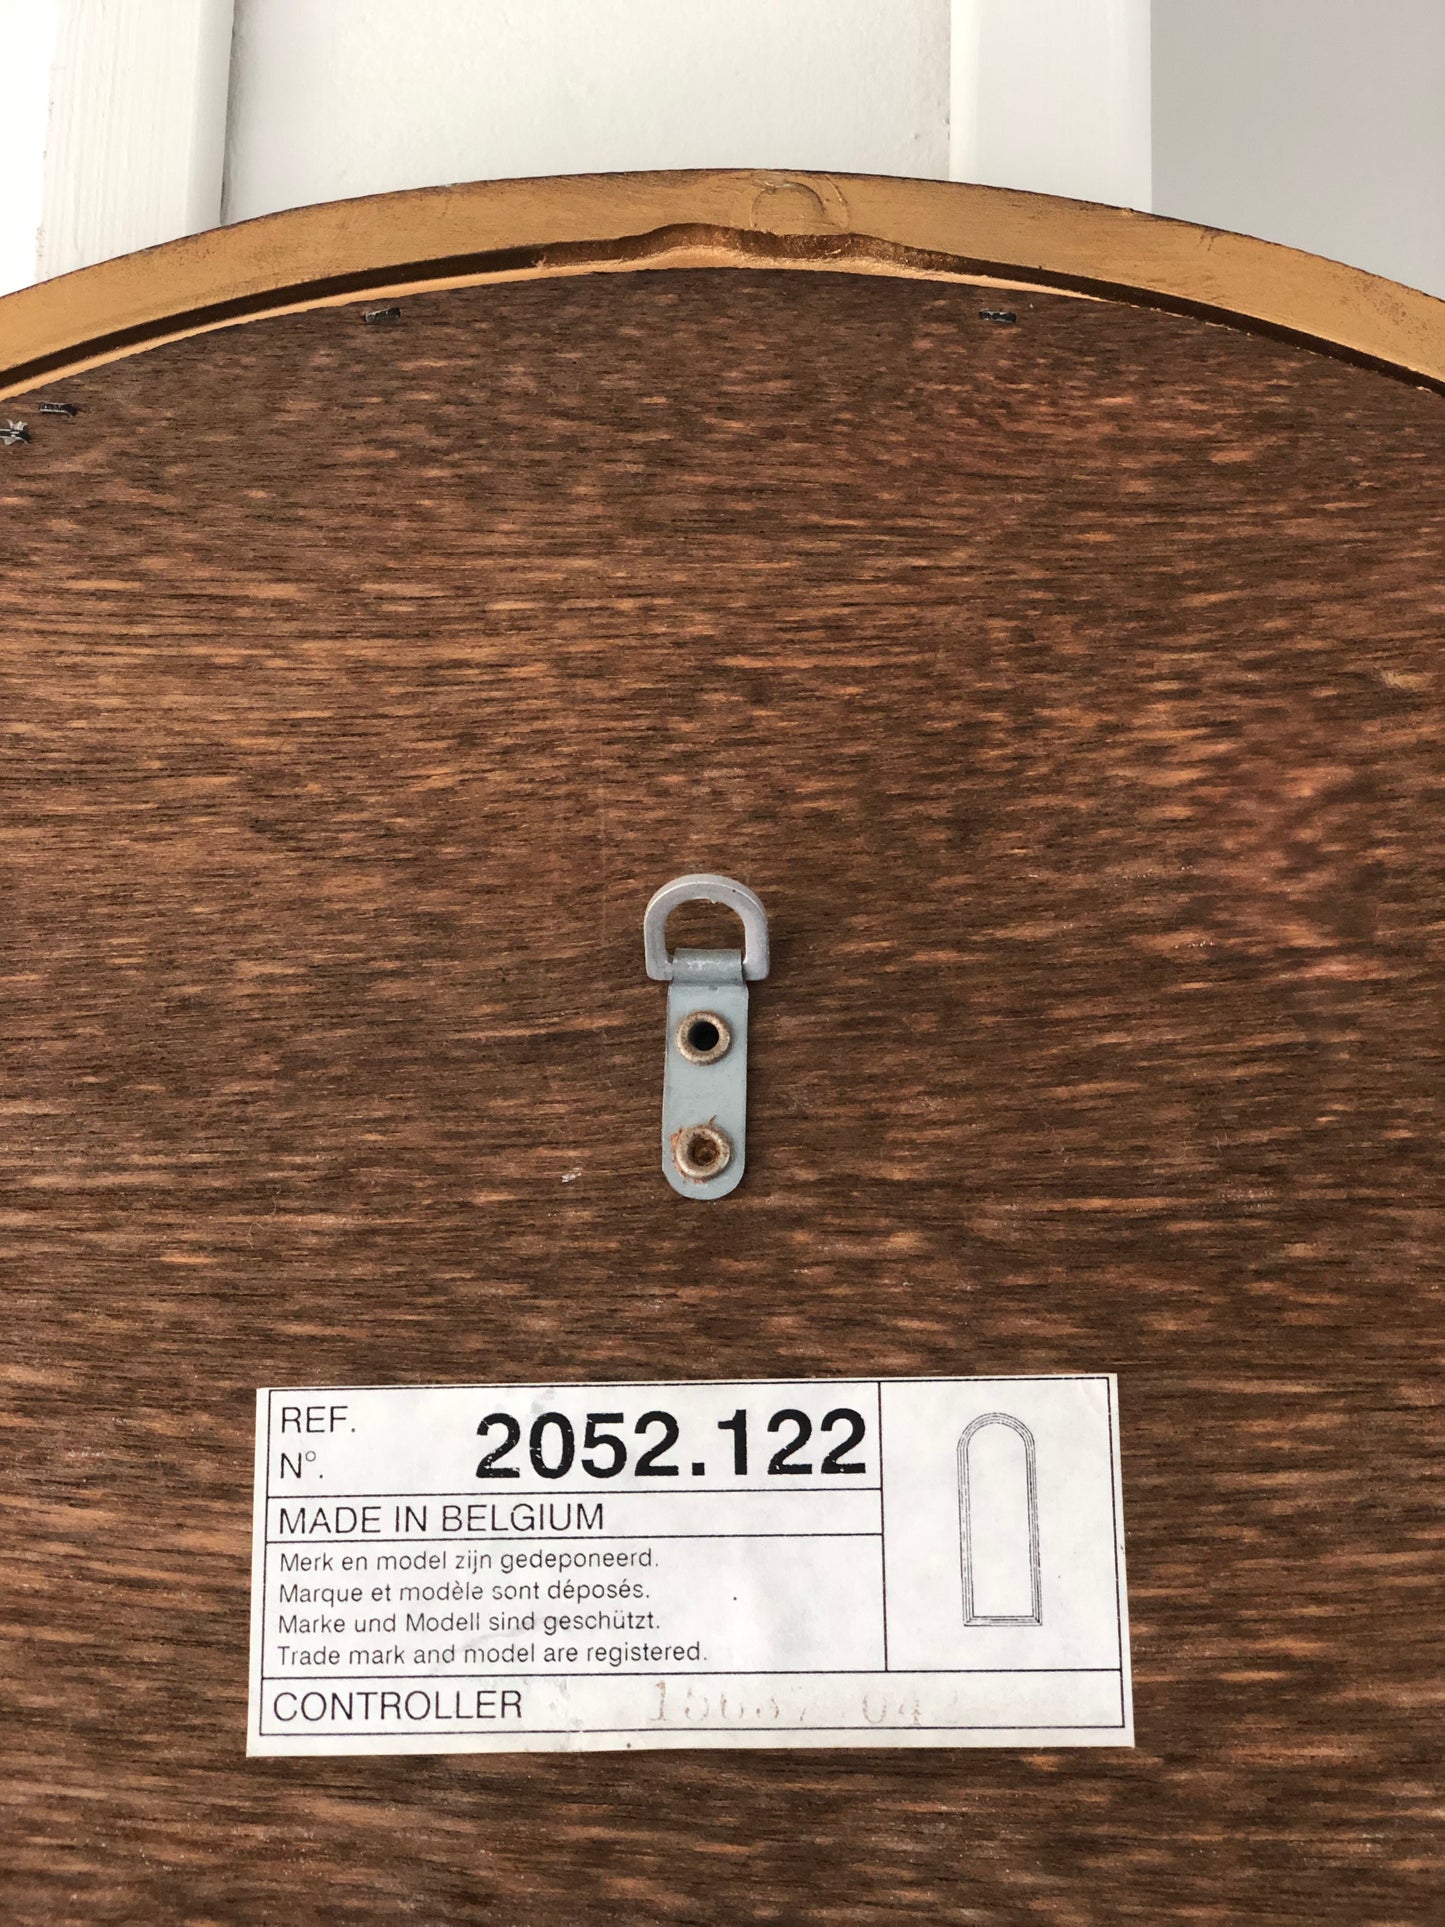 REF.
N°. 2052.122
MADE IN BELGIUM
Merk en model zijn gedeponeerd.
Marque et modèle sont déposés.
Marke und Modell sind geschützt.
Trade mark and model are registered.
CONTROLLER